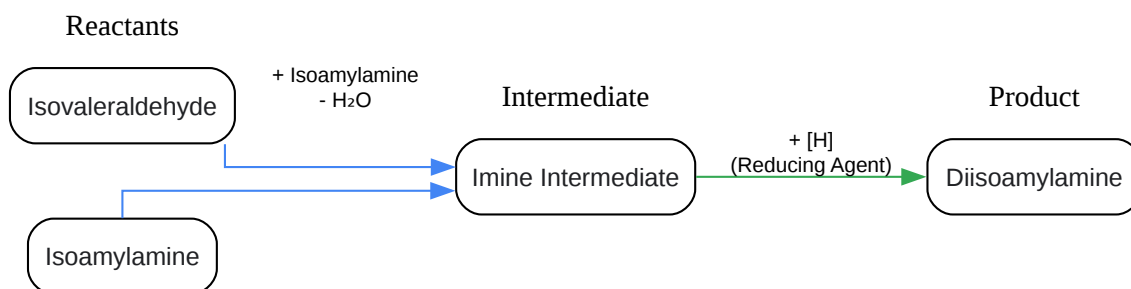 Reactants
Isovaleraldehyde
+ Isoamylamine
- H₂O
Isoamylamine
Intermediate
Imine Intermediate
+ [H]
(Reducing Agent)
Product
Diisoamylamine